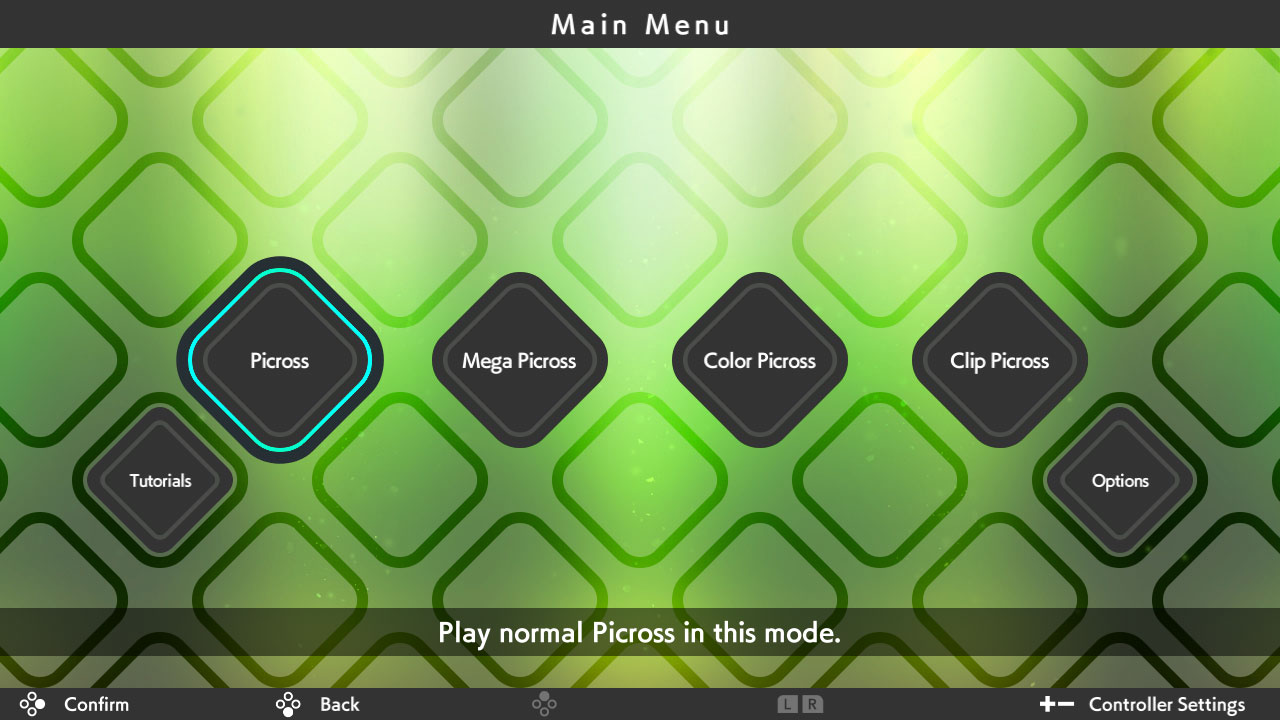 Main Menu
Picross
Mega Picross
Color Picross
Clip Picross
Tutorials
Options
Play normal Picross in this mode.
Confirm
Back
L R
Controller Settings